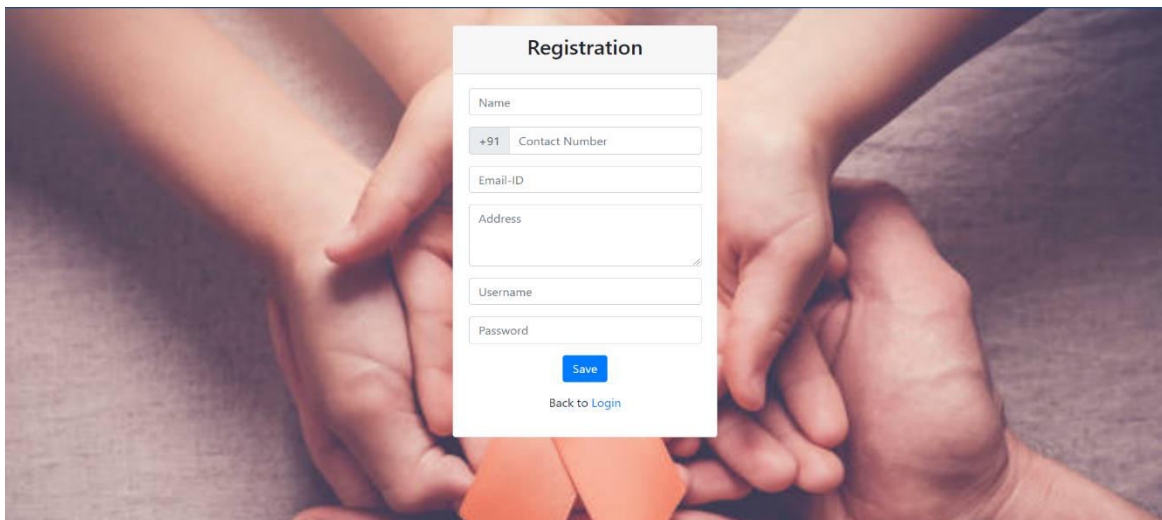 Registration
Name
+91 Contact Number
Email-ID
Address
Username
Password
Save
Back to Login